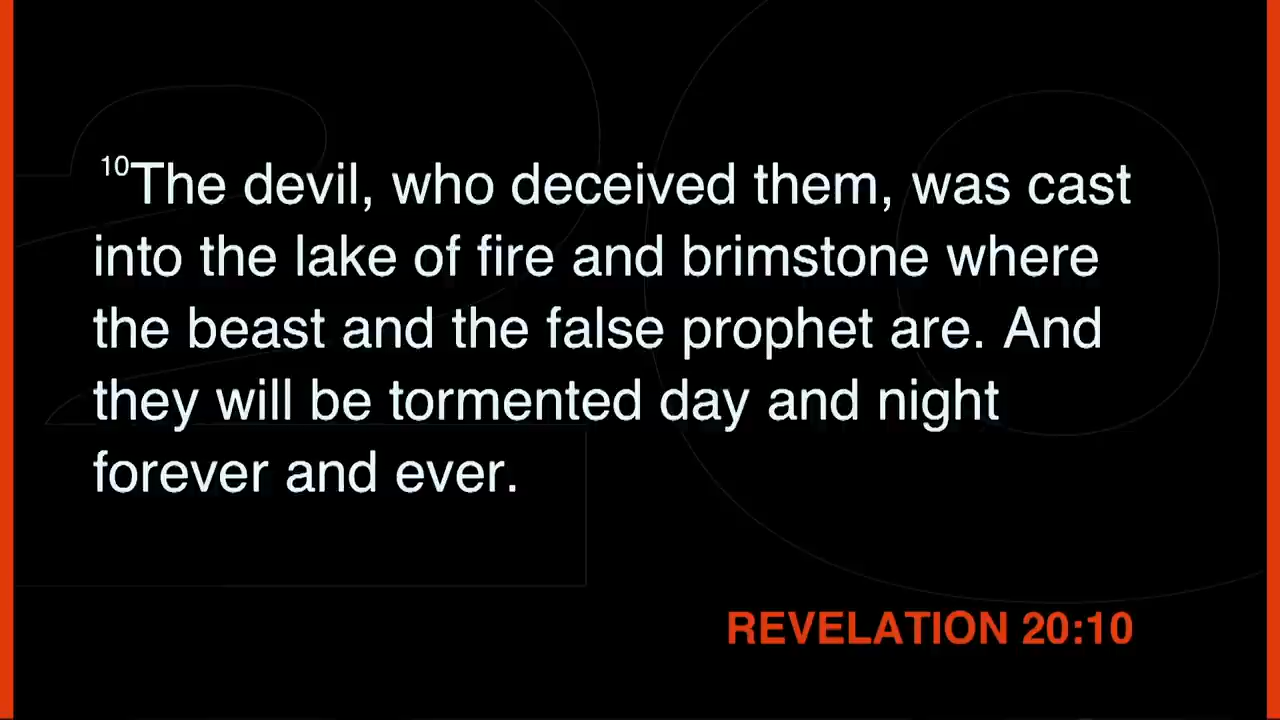 10The devil, who deceived them, was cast
into the lake of fire and brimstone where
the beast and the false prophet are. And
they will be tormented day and night
forever and ever.
REVELATION 20:10
20